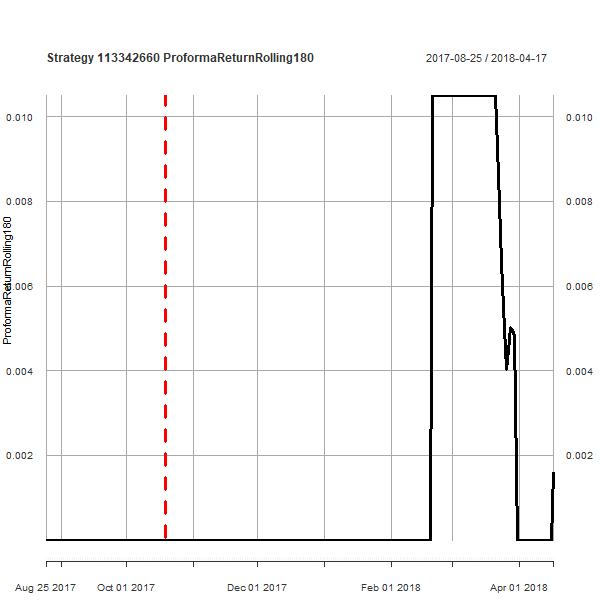 Strategy 113342660 ProformaReturnRolling180
2017-08-25 / 2018-04-17
ProformaReturnRolling180
0.010
0.008
0.006
0.004
0.002
0.010
0.008
0.006
0.004
0.002
Aug 25 2017
Oct 01 2017
Dec 01 2017
Feb 01 2018
Apr 01 2018